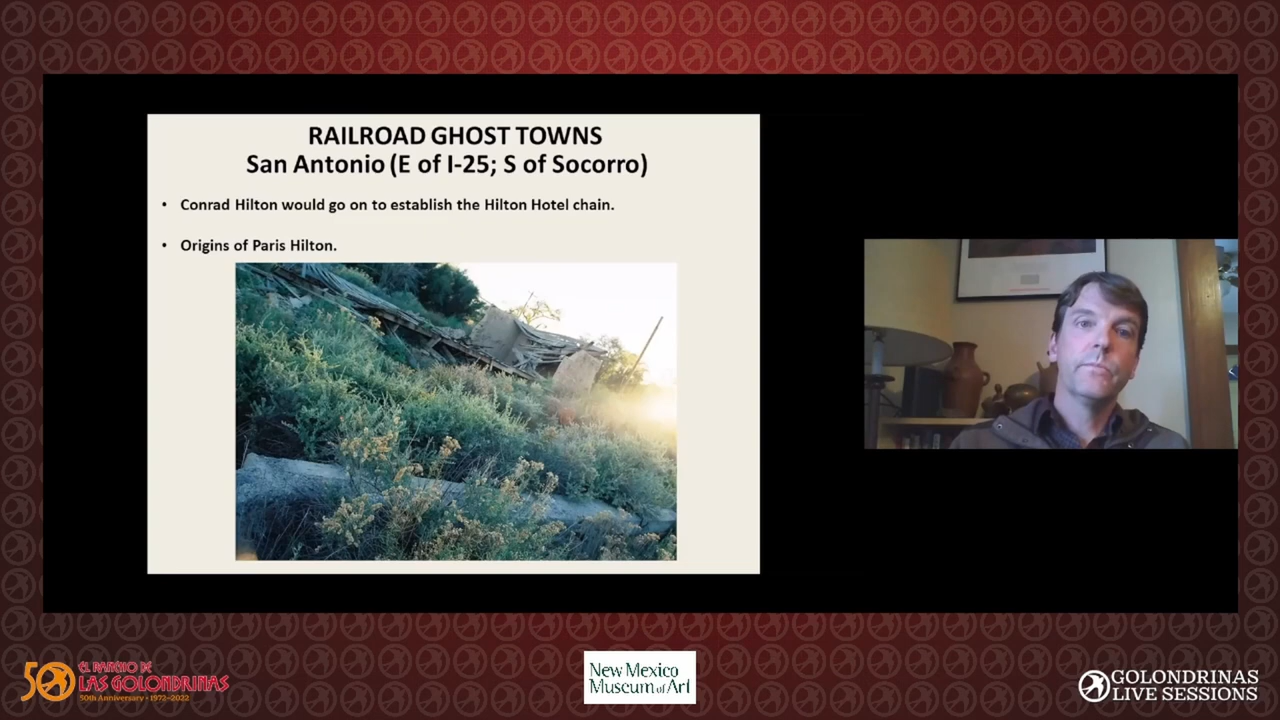 RAILROAD GHOST TOWNS
San Antonio (E of I-25; S of Socorro)
• Conrad Hilton would go on to establish the Hilton Hotel chain.
• Origins of Paris Hilton.
50 EL RANCHO DE
LAS GOLONDRINAS
50th Anniversary • 1972-2022
New Mexico
Museum of Art
GOLONDRINAS
LIVE SESSIONS